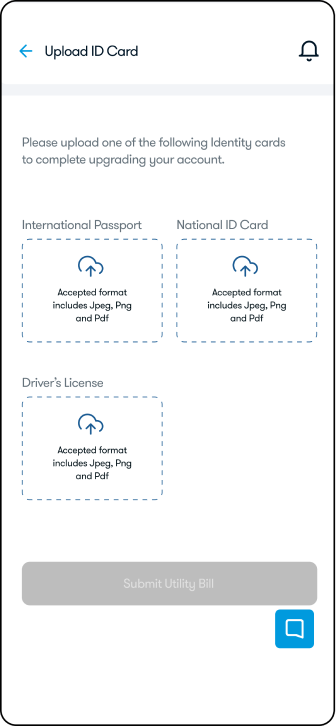 Upload ID Card
Please upload one of the following Identity cards
to complete upgrading your account.
International Passport
Accepted format
includes Jpeg, Png
and Pdf
National ID Card
Accepted format
includes Jpeg, Png
and Pdf
Driver's License
Accepted format
includes Jpeg, Png
and Pdf
Submit Utility Bill